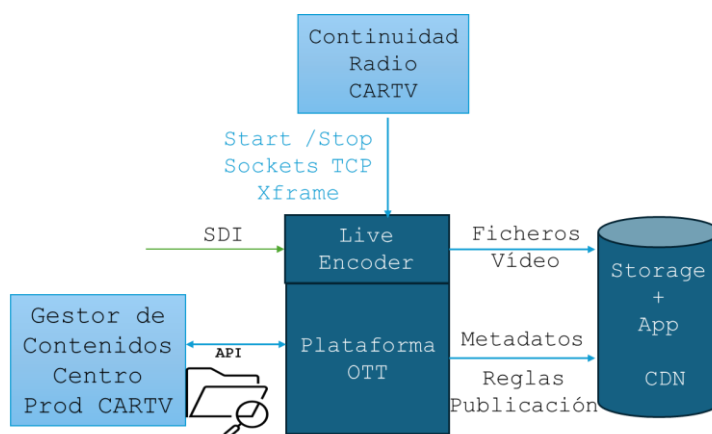 Continuidad
Radio
CARTV
Start /Stop
Sockets TCP
Xframe
SDI
Live
Encoder
Ficheros
Vídeo
Storage
+
App
CDN
Gestor de
Contenidos
Centro
Prod CARTV
API
Plataforma
OTT
Metadatos
Reglas
Publicación